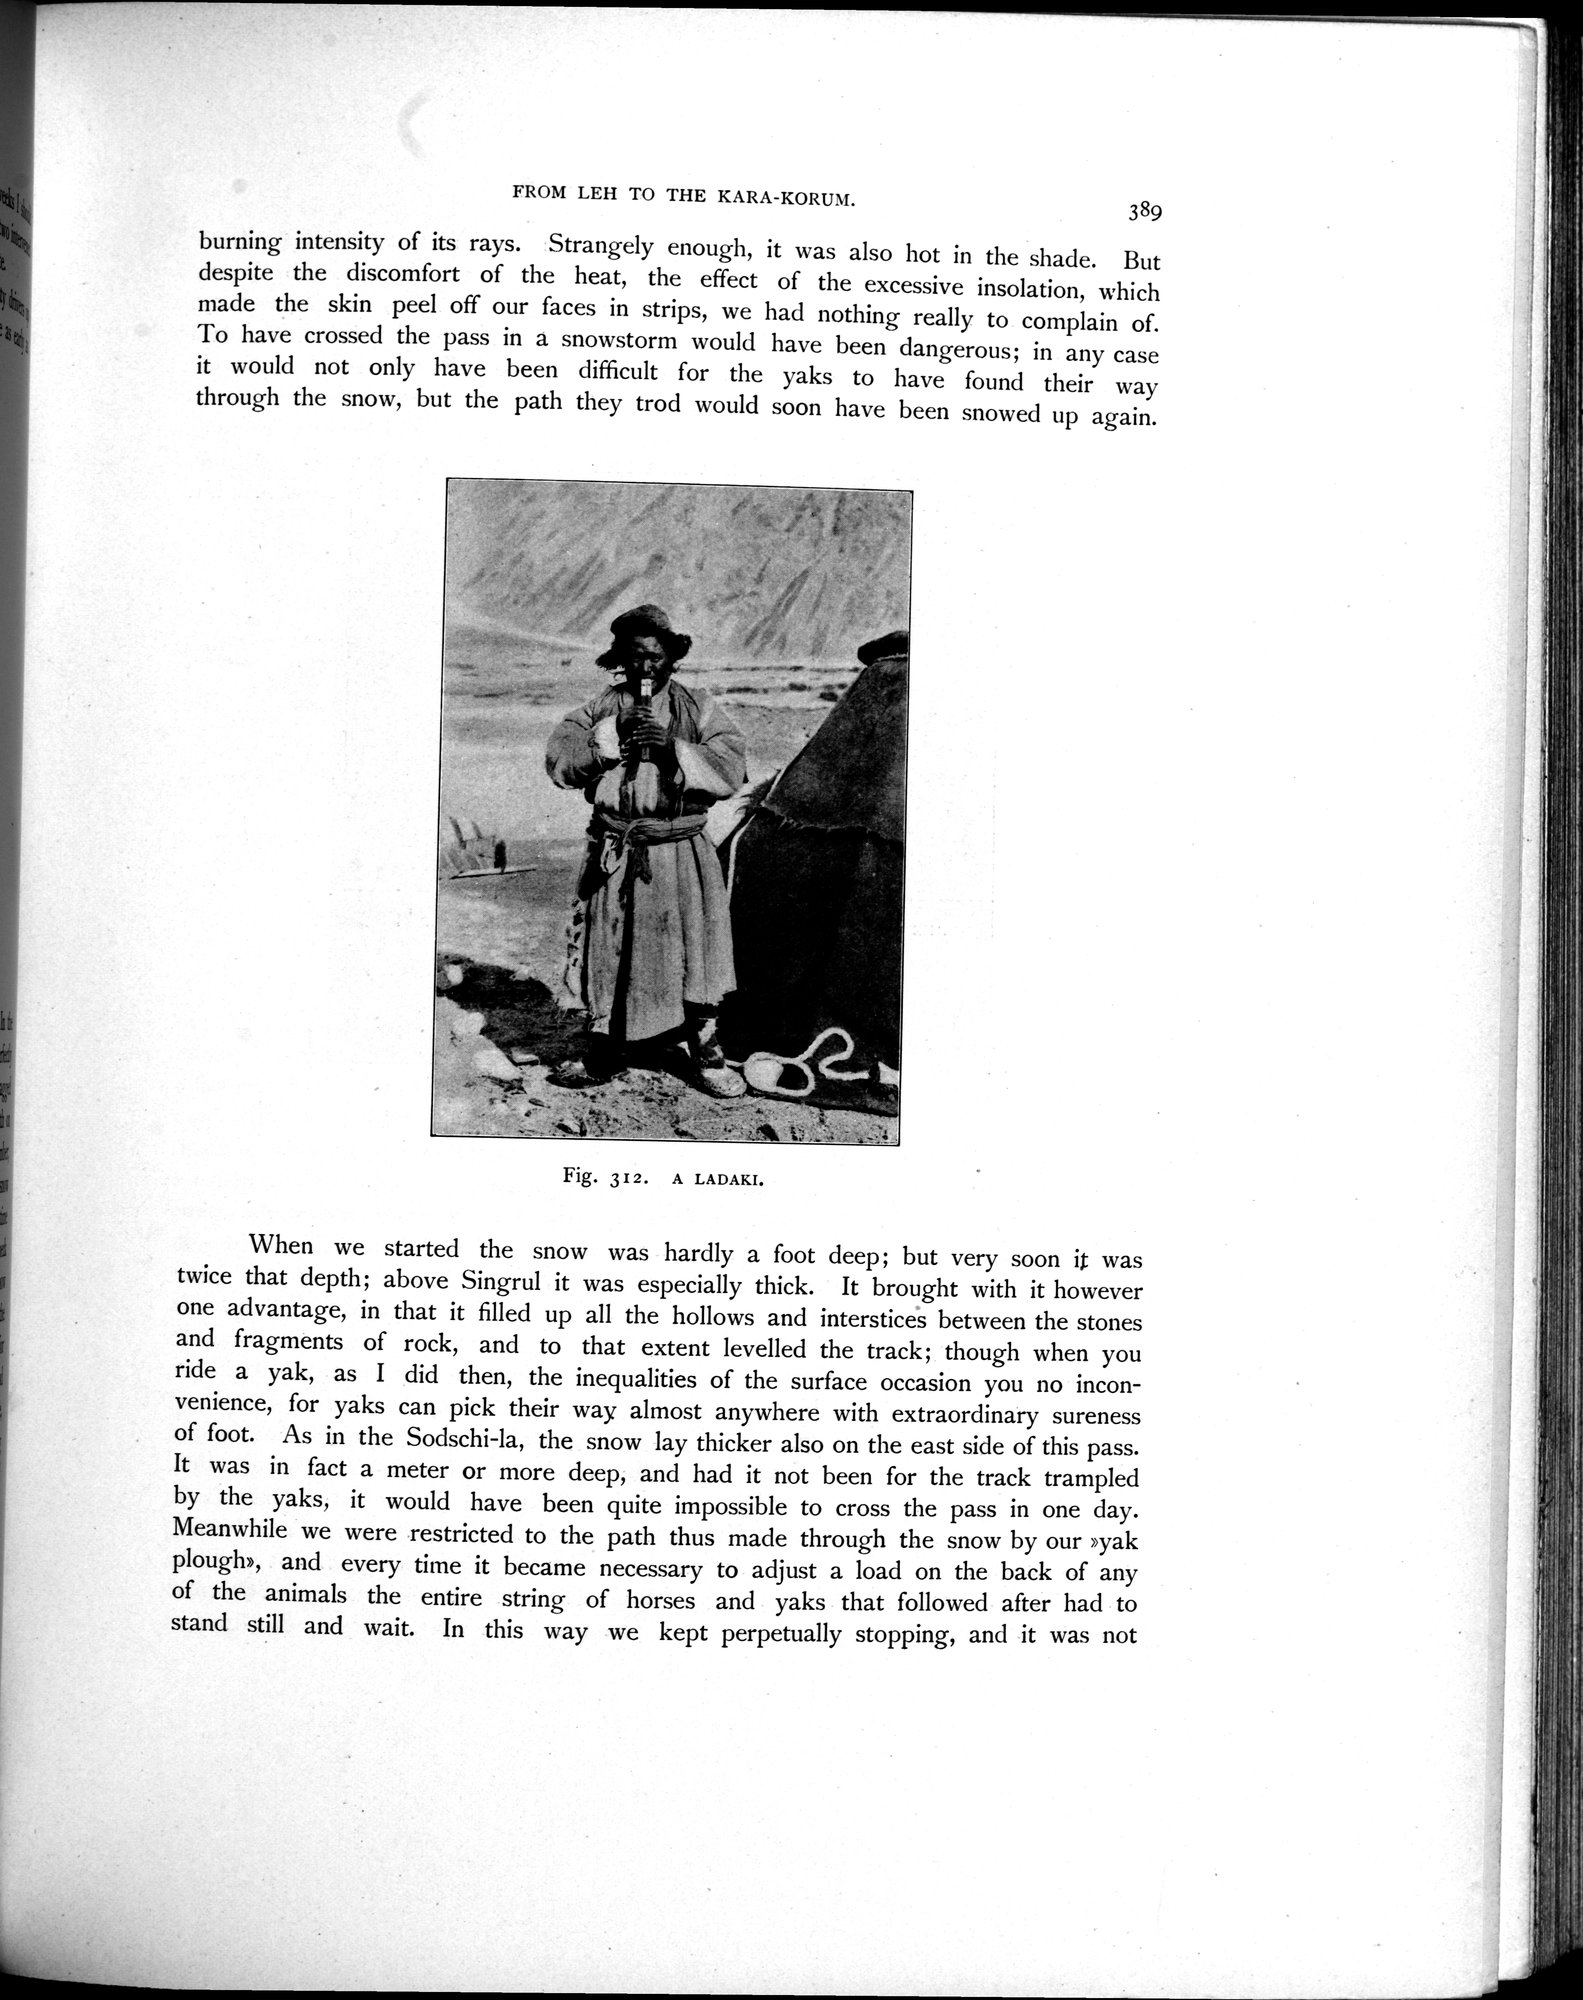 FROM LEH TO THE KARA-KORUM.
389
burning intensity of its rays. Strangely enough, it was also hot in the shade. But
despite the discomfort of the heat, the effect of the excessive insolation, which
made the skin peel off our faces in strips, we had nothing really to complain of.
To have crossed the pass in a snowstorm would have been dangerous; in any case
it would not only have been difficult for the yaks to have found their way
through the snow, but the path they trod would soon have been snowed up again.
Fig. 312. A LADAKI.
When we started the snow was hardly a foot deep; but very soon it was
twice that depth; above Singrul it was especially thick. It brought with it however
one advantage, in that it filled up all the hollows and interstices between the stones
and fragments of rock, and to that extent levelled the track; though when you
ride a yak, as I did then, the inequalities of the surface occasion you no incon-
venience, for yaks can pick their way almost anywhere with extraordinary sureness
of foot. As in the Sodschi-la, the snow lay thicker also on the east side of this pass.
It was in fact a meter or more deep, and had it not been for the track trampled
by the yaks, it would have been quite impossible to cross the pass in one day.
Meanwhile we were restricted to the path thus made through the snow by our »yak
plough», and every time it became necessary to adjust a load on the back of any
of the animals the entire string of horses and yaks that followed after had to
stand still and wait. In this way we kept perpetually stopping, and it was not